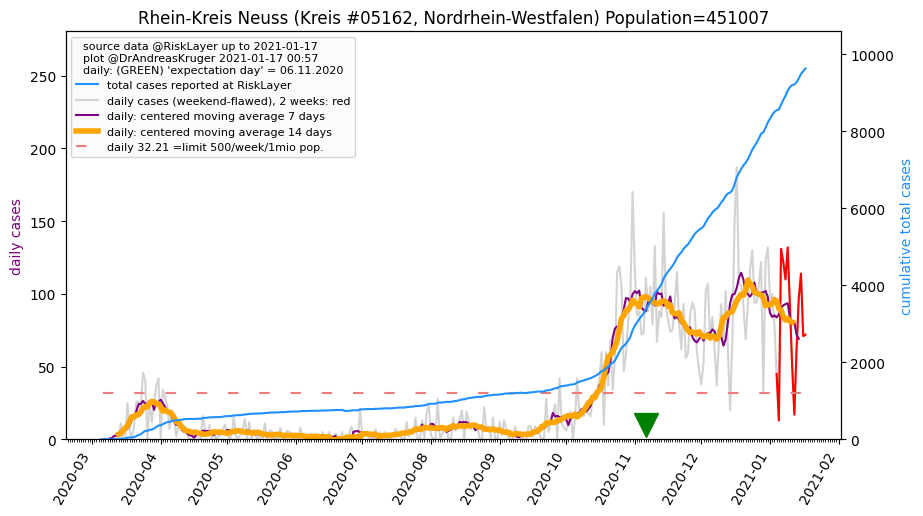 Rhein-Kreis Neuss (Kreis #05162, Nordrhein-Westfalen) Population=451007
source data @RiskLayer up to 2021-01-17
plot @DrAndreasKruger 2021-01-17 00:57
daily: (GREEN) 'expectation day' = 06.11.2020
total cases reported at RiskLayer
daily cases (weekend-flawed), 2 weeks: red
daily: centered moving average 7 days
daily: centered moving average 14 days
daily 32.21 =limit 500/week/1mio pop.
daily cases
250
200
150
100
50
0
cumulative total cases
10000
8000
6000
4000
2000
0
2020-03
2020-04
2020-05
2020-06
2020-07
2020-08
2020-09
2020-10
2020-11
2020-12
2021-01
2021-02